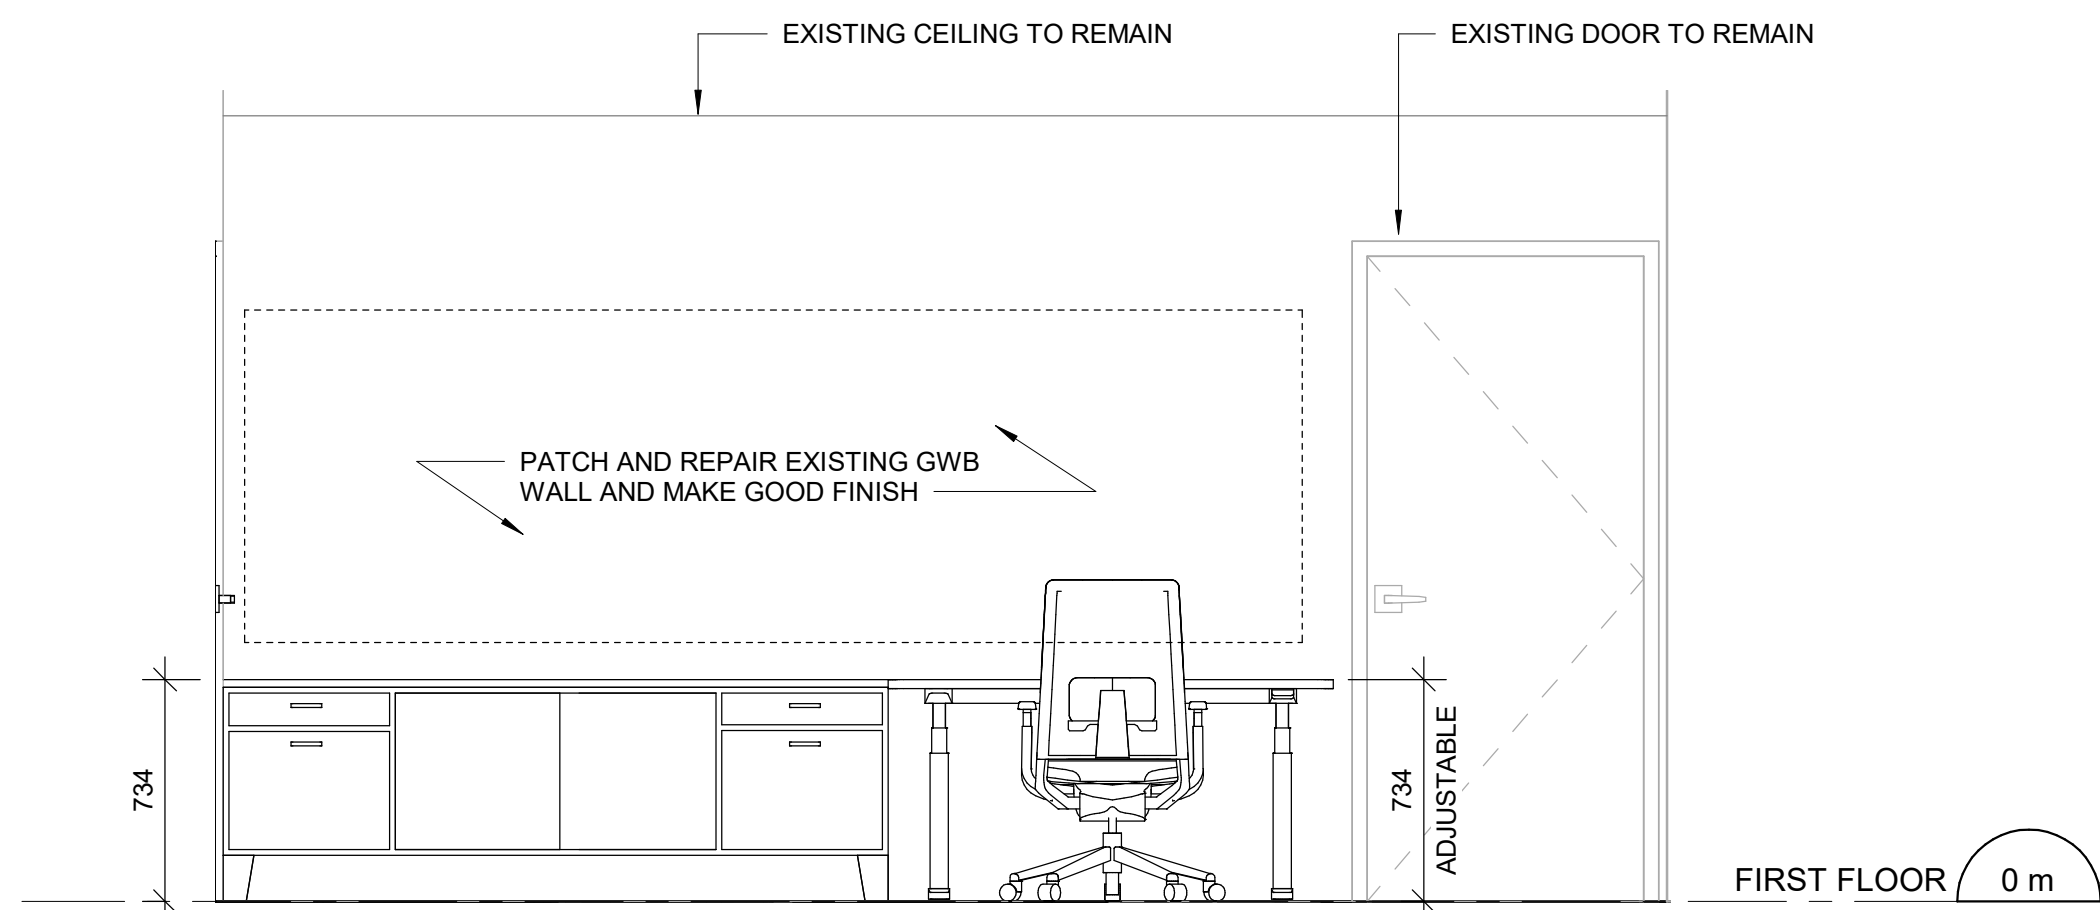 EXISTING CEILING TO REMAIN
EXISTING DOOR TO REMAIN
PATCH AND REPAIR EXISTING GWB
WALL AND MAKE GOOD FINISH
734
734
ADJUSTABLE
FIRST FLOOR
0 m